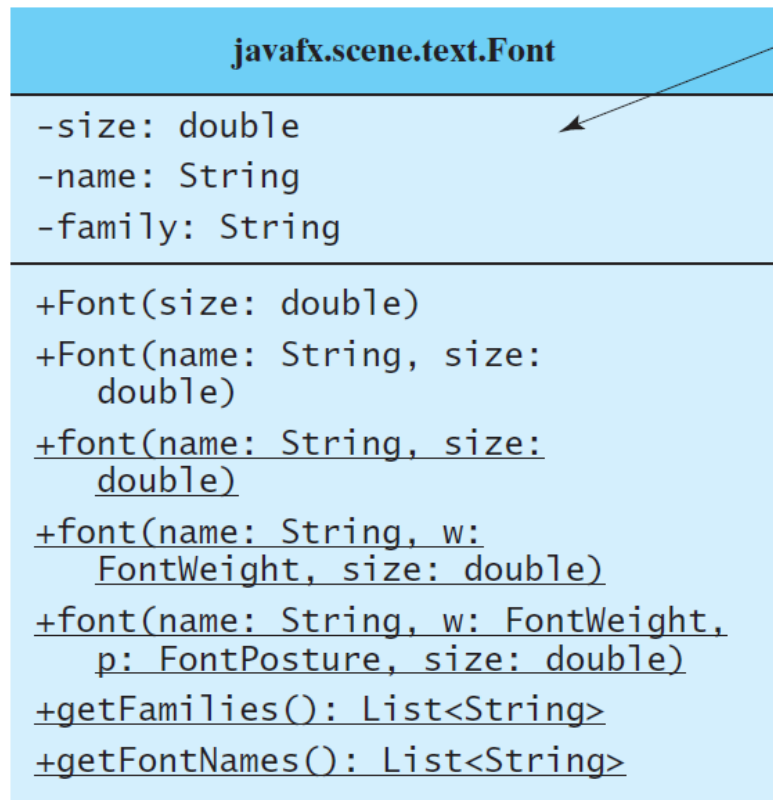 javafx.scene.text.Font
-size: double
-name: String
-family: String
+Font(size: double)
+Font(name: String, size:
double)
+font(name: String, size:
double)
+font(name: String, w:
FontWeight, size: double)
+font(name: String, w: FontWeight,
p: FontPosture, size: double)
+getFamilies(): List<String>
+getFontNames(): List<String>